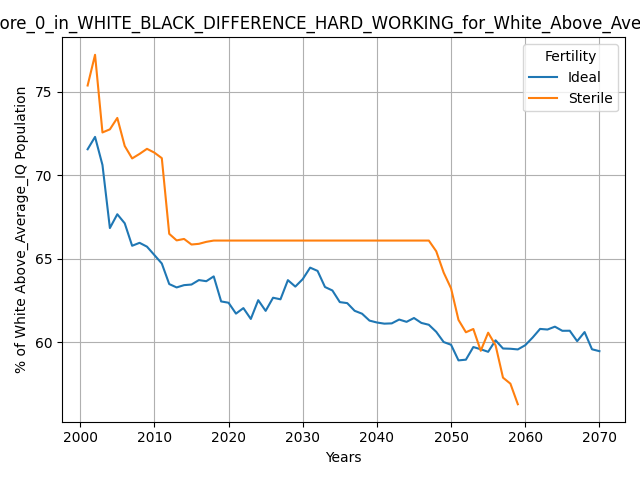 ore_0_in_WHITE_BLACK_DIFFERENCE_HARD_WORKING_for_White_Above_Ave
Fertility
Ideal
Sterile
% of White Above_Average_IQ Population
75
70
65
60
2000 2010 2020 2030 2040 2050 2060 2070
Years